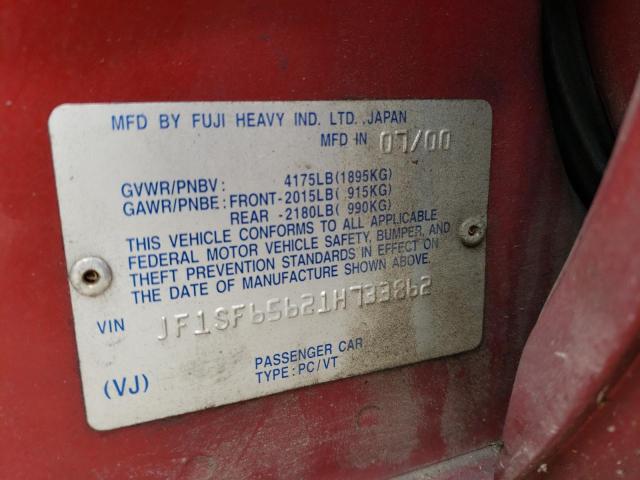 MFD BY FUJI HEAVY IND. LTD., JAPAN
MFD IN 07/00
GVWR/PNBV: 4175LB(1895KG)
GAWR/PNBE: FRONT-2015LB( 915KG)
REAR -2180LB( 990KG)
THIS VEHICLE CONFORMS TO ALL APPLICABLE
FEDERAL MOTOR VEHICLE SAFETY, BUMPER, AND
THEFT PREVENTION STANDARDS IN EFFECT ON
THE DATE OF MANUFACTURE SHOWN ABOVE.
VIN JF1SF65621H733862
PASSENGER CAR
(VJ) TYPE: PC/VT